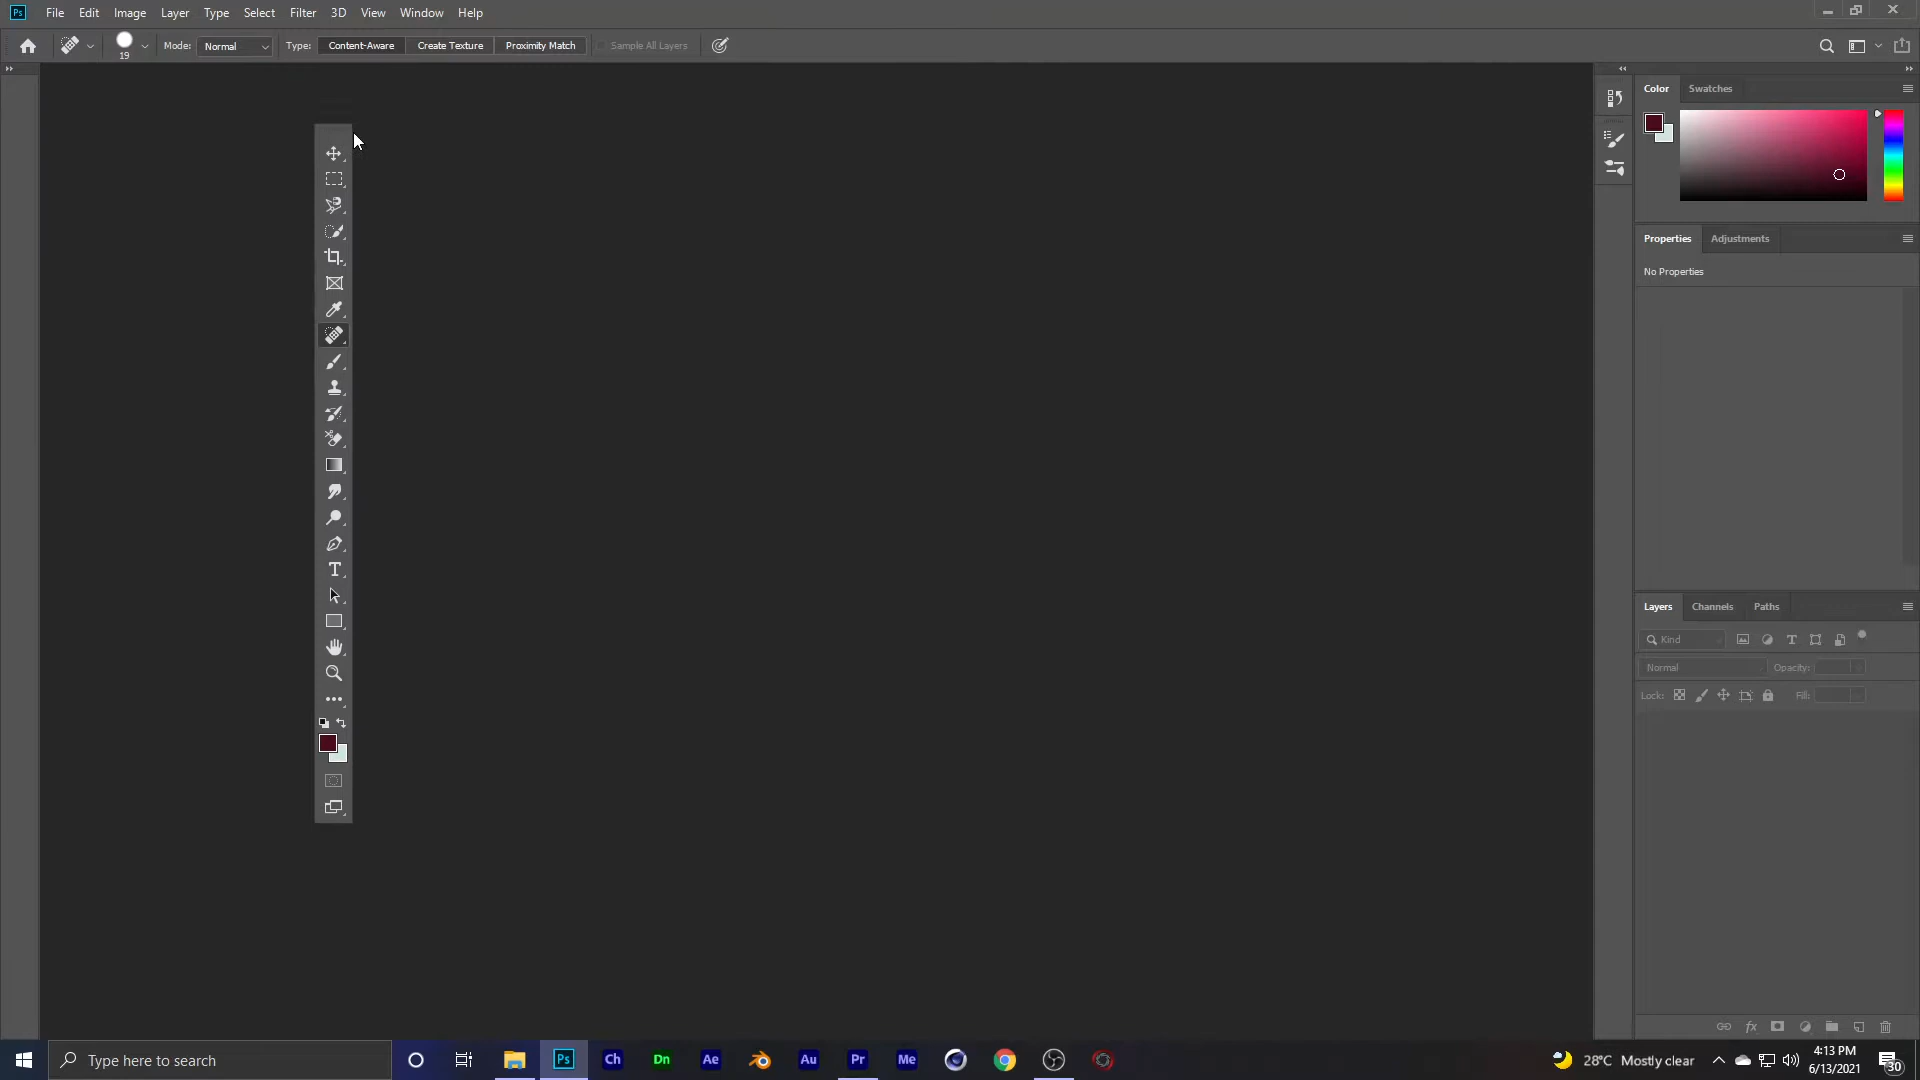 Ps File Edit Image Layer Type Select Filter 3D View Window Help
19 Mode: Normal Type: Content-Aware Create Texture Proximity Match Sample All Layers
Color Swatches
Properties Adjustments
No Properties
Layers Channels Paths
Kind
Normal Opacity:
Lock: Fill:
Type here to search Ps Ch Dn Ae Au Pr Me 28°C Mostly clear 4:13 PM
6/13/2021
30